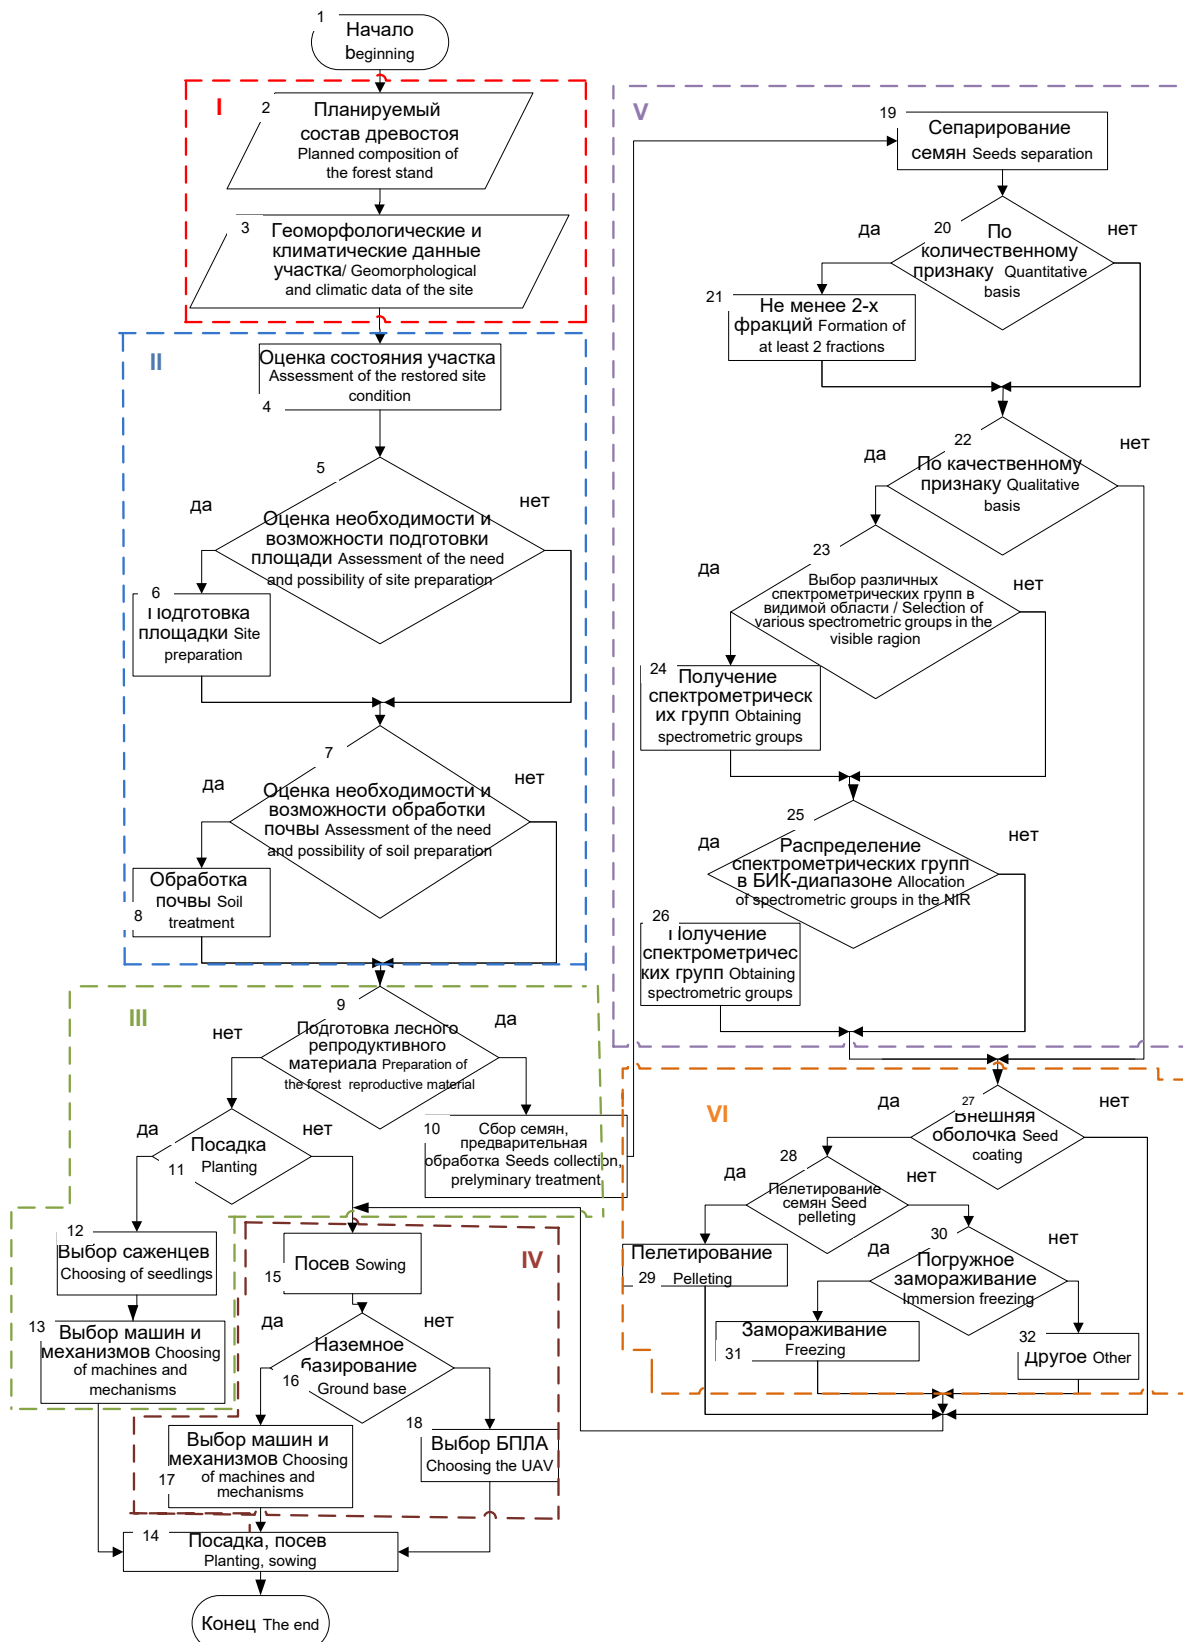 1
Начало
beginning
I
2
Планируемый
состав древостоя
Planned composition of
the forest stand
3
Геоморфологические и
климатические данные
участка/ Geomorphological
and climatic data of the site
II
Оценка состояния участка
Assessment of the restored site
condition
4
5
да
нет
Оценка необходимости и
возможности подготовки
площади Assessment of the need
and possibility of site preparation
6
Подготовка
площадки Site
preparation
7
да
нет
Оценка необходимости и
возможности обработки
почвы Assessment of the need
and possibility of soil preparation
Обработка
почвы Soil
8
treatment
III
9
нет
да
Подготовка лесного
репродуктивного
материала Preparation of
the forest reproductive material
10
Сбор семян,
предварительная
обработка Seeds collection,
prelyminary treatment
да
нет
Посадка
Planting
11
12
Выбор саженцев
Choosing of seedlings
13
Выбор машин и
механизмов Choosing
of machines and
mechanisms
IV
Посев Sowing
15
да
нет
Наземное
базирование
Ground base
16
Выбор машин и
механизмов Choosing
of machines and
mechanisms
17
18
Выбор БПЛА
Choosing the UAV
14
Посадка, посев
Planting, sowing
Конец The end
V
19
Сепарирование
семян Seeds separation
20
да
нет
По
количественному
признаку Quantitative
basis
21
Не менее 2-х
фракций Formation of
at least 2 fractions
22
да
нет
По качественному
признаку Qualitative
basis
23
да
нет
Выбор различных
спектрометрических групп в
видимой области / Selection of
various spectrometric groups in the
visible ragion
24
Получение
спектрометрическ
их групп Obtaining
spectrometric groups
25
да
нет
Распределение
спектрометрических групп
в БИК-диапазоне Allocation
of spectrometric groups in the NIR
26
Получение
спектрометричес
ких групп Obtaining
spectrometric groups
VI
27
да
нет
Внешняя
оболочка Seed
coating
28
да
нет
Пелетирование
семян Seed
pelleting
Пелетирование
29
Pelleting
30
да
нет
Погружное
замораживание
Immersion freezing
Замораживание
31
Freezing
32
Другое Other